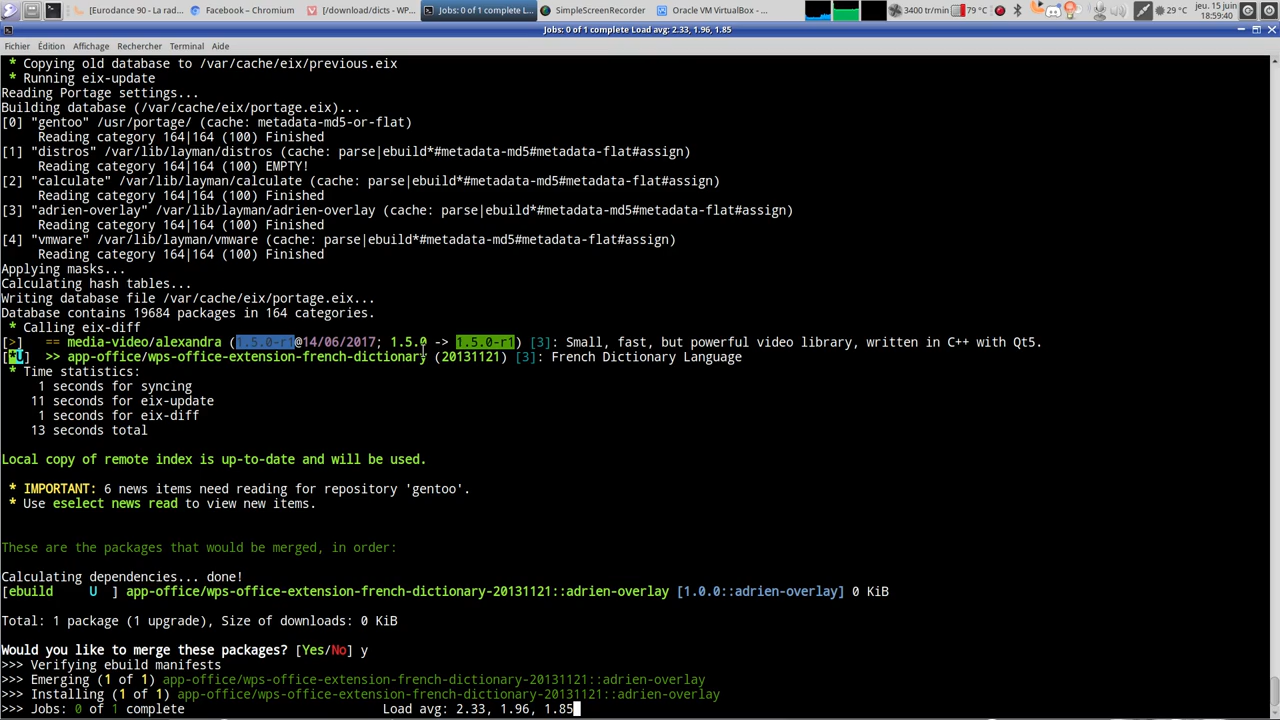 [Eurodance 90 - La rad...
Facebook – Chromium
[/download/dicts - WP...
Jobs: 0 of 1 complete L...
SimpleScreenRecorder
Oracle VM VirtualBox - ...
3400 tr/min
79 °C
29 °C
jeu. 15 juin
18:59:40
Jobs: 0 of 1 complete Load avg: 2.33, 1.96, 1.85
Fichier Édition Affichage Rechercher Terminal Aide
* Copying old database to /var/cache/eix/previous.eix
* Running eix-update
Reading Portage settings...
Building database (/var/cache/eix/portage.eix)...
[0] "gentoo" /usr/portage/ (cache: metadata-md5-or-flat)
Reading category 164|164 (100) Finished
[1] "distros" /var/lib/layman/distros (cache: parse|ebuild*#metadata-md5#metadata-flat#assign)
Reading category 164|164 (100) EMPTY!
[2] "calculate" /var/lib/layman/calculate (cache: parse|ebuild*#metadata-md5#metadata-flat#assign)
Reading category 164|164 (100) Finished
[3] "adrien-overlay" /var/lib/layman/adrien-overlay (cache: parse|ebuild*#metadata-md5#metadata-flat#assign)
Reading category 164|164 (100) Finished
[4] "vmware" /var/lib/layman/vmware (cache: parse|ebuild*#metadata-md5#metadata-flat#assign)
Reading category 164|164 (100) Finished
Applying masks...
Calculating hash tables...
Writing database file /var/cache/eix/portage.eix...
Database contains 19684 packages in 164 categories.
* Calling eix-diff
[>] == media-video/alexandra (1.5.0-r1@14/06/2017; 1.5.0 -> 1.5.0-r1) [3]: Small, fast, but powerful video library, written in C++ with Qt5.
[*U] >> app-office/wps-office-extension-french-dictionary (20131121) [3]: French Dictionary Language
* Time statistics:
1 seconds for syncing
11 seconds for eix-update
1 seconds for eix-diff
13 seconds total
Local copy of remote index is up-to-date and will be used.
* IMPORTANT: 6 news items need reading for repository 'gentoo'.
* Use eselect news read to view new items.
These are the packages that would be merged, in order:
Calculating dependencies... done!
[ebuild U ] app-office/wps-office-extension-french-dictionary-20131121::adrien-overlay [1.0.0::adrien-overlay] 0 KiB
Total: 1 package (1 upgrade), Size of downloads: 0 KiB
Would you like to merge these packages? [Yes/No] y
>>> Verifying ebuild manifests
>>> Emerging (1 of 1) app-office/wps-office-extension-french-dictionary-20131121::adrien-overlay
>>> Installing (1 of 1) app-office/wps-office-extension-french-dictionary-20131121::adrien-overlay
>>> Jobs: 0 of 1 complete Load avg: 2.33, 1.96, 1.85